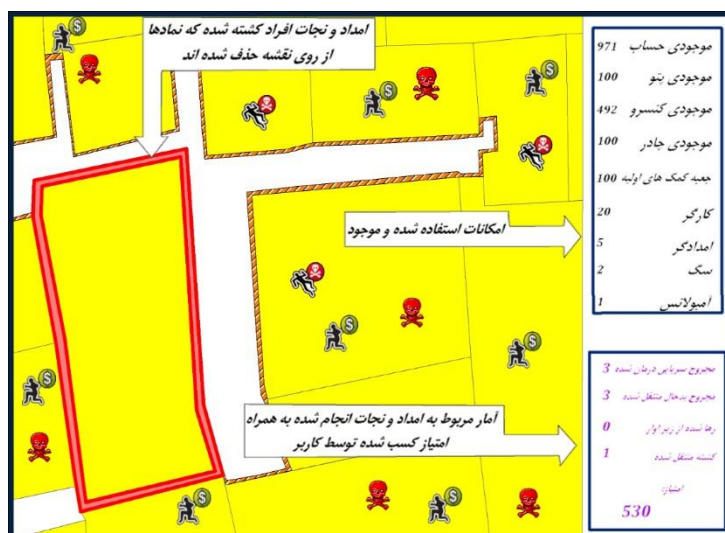 امداد و نجات افراد کشته شده که نمادها
از روی نقشه حذف شده اند
موجودی حساب 971
موجودی پتو 100
موجودی کنسرو 492
موجودی چادر 100
جعبه کمک های اولیه 100
کارگر 20
امدادگر 5
سگ 2
آمبولانس 1
امکانات استفاده شده و موجود
مجروح سرپایی درمان شده 3
مجروح بدحال منتقل شده 3
رها شده از زیر آوار 0
کشته منتقل شده 1
امتیاز:
530
آمار مربوط به امداد و نجات انجام شده به همراه
امتیاز کسب شده توسط کاربر